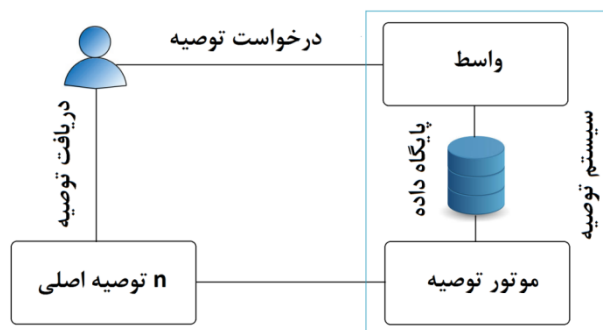 درخواست توصیه
واسط
دریافت توصیه
پایگاه داده
سیستم توصیه
n توصیه اصلی
موتور توصیه